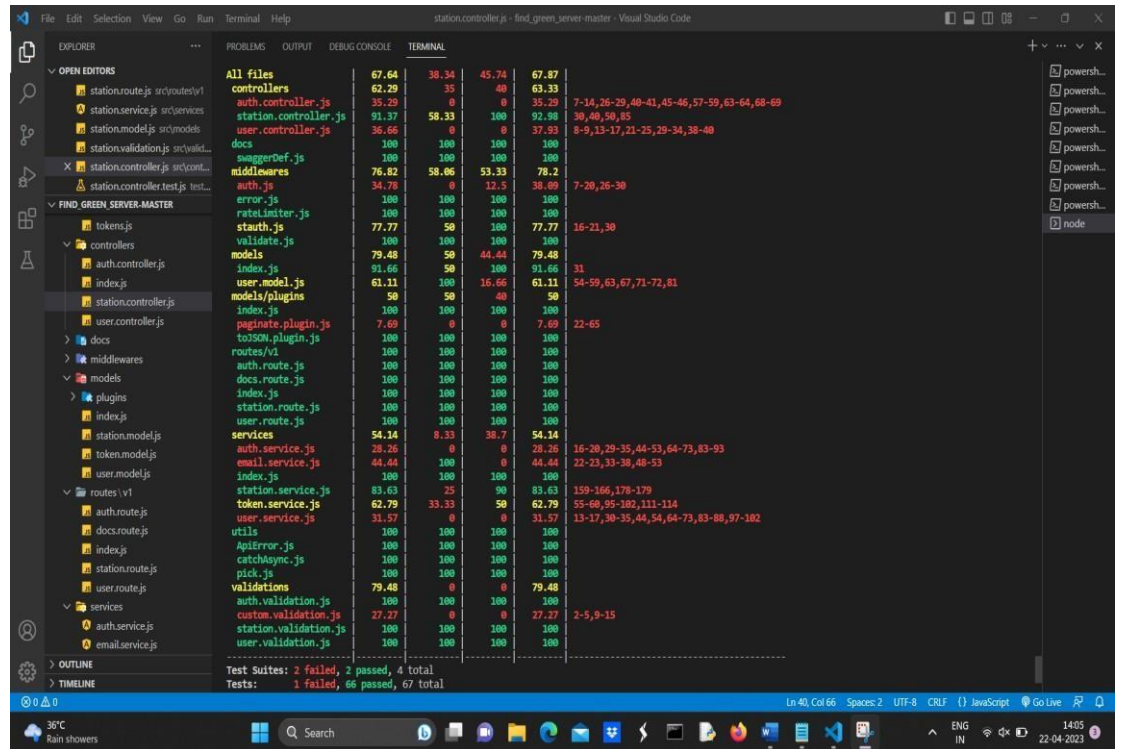 File Edit Selection View Go Run Terminal Help
station.controller.js - find_green_server-master - Visual Studio Code
EXPLORER ...
OPEN EDITORS
station.route.js src\routes\v1
station.service.js src\services
station.model.js src\models
station.validation.js src\valid...
station.controller.js src\cont...
station.controller.test.js test...
FIND_GREEN_SERVER-MASTER
tokens.js
controllers
auth.controller.js
index.js
station.controller.js
user.controller.js
docs
middlewares
models
plugins
index.js
station.model.js
token.model.js
user.model.js
routes\v1
auth.route.js
docs.route.js
index.js
station.route.js
user.route.js
services
auth.service.js
email.service.js
OUTLINE
TIMELINE
PROBLEMS OUTPUT DEBUG CONSOLE TERMINAL
All files | 67.64 | 38.34 | 45.74 | 67.87 |
controllers | 62.29 | 35 | 40 | 63.33 |
auth.controller.js | 35.29 | 0 | 0 | 35.29 | 7-14,26-29,40-41,45-46,57-59,63-64,68-69
station.controller.js | 91.37 | 58.33 | 100 | 92.98 | 30,40,50,85
user.controller.js | 36.66 | 0 | 0 | 37.93 | 8-9,13-17,21-25,29-34,38-40
docs | 100 | 100 | 100 | 100 |
swaggerDef.js | 100 | 100 | 100 | 100 |
middlewares | 76.82 | 58.06 | 53.33 | 78.2 |
auth.js | 34.78 | 0 | 12.5 | 38.09 | 7-20,26-30
error.js | 100 | 100 | 100 | 100 |
rateLimiter.js | 100 | 100 | 100 | 100 |
stauth.js | 77.77 | 50 | 100 | 77.77 | 16-21,30
validate.js | 100 | 100 | 100 | 100 |
models | 79.48 | 50 | 44.44 | 79.48 |
index.js | 91.66 | 50 | 100 | 91.66 | 31
user.model.js | 61.11 | 100 | 16.66 | 61.11 | 54-59,63,67,71-72,81
models/plugins | 50 | 50 | 40 | 50 |
index.js | 100 | 100 | 100 | 100 |
paginate.plugin.js | 7.69 | 0 | 0 | 7.69 | 22-65
toJSON.plugin.js | 100 | 100 | 100 | 100 |
routes/v1 | 100 | 100 | 100 | 100 |
auth.route.js | 100 | 100 | 100 | 100 |
docs.route.js | 100 | 100 | 100 | 100 |
index.js | 100 | 100 | 100 | 100 |
station.route.js | 100 | 100 | 100 | 100 |
user.route.js | 100 | 100 | 100 | 100 |
services | 54.14 | 8.33 | 38.7 | 54.14 |
auth.service.js | 28.26 | 0 | 0 | 28.26 | 16-20,29-35,44-53,64-73,83-93
email.service.js | 44.44 | 100 | 0 | 44.44 | 22-23,33-38,48-53
index.js | 100 | 100 | 100 | 100 |
station.service.js | 83.63 | 25 | 90 | 83.63 | 159-166,178-179
token.service.js | 62.79 | 33.33 | 50 | 62.79 | 55-60,95-102,111-114
user.service.js | 31.57 | 0 | 0 | 31.57 | 13-17,30-35,44,54,64-73,83-88,97-102
utils | 100 | 100 | 100 | 100 |
ApiError.js | 100 | 100 | 100 | 100 |
catchAsync.js | 100 | 100 | 100 | 100 |
pick.js | 100 | 100 | 100 | 100 |
validations | 79.48 | 0 | 0 | 79.48 |
auth.validation.js | 100 | 100 | 100 | 100 |
custom.validation.js | 27.27 | 0 | 0 | 27.27 | 2-5,9-15
station.validation.js | 100 | 100 | 100 | 100 |
user.validation.js | 100 | 100 | 100 | 100 |
Test Suites: 2 failed, 2 passed, 4 total
Tests: 1 failed, 66 passed, 67 total
powersh...
powersh...
powersh...
powersh...
powersh...
powersh...
powersh...
powersh...
node
0 0
Ln 40, Col 66 Spaces: 2 UTF-8 CRLF {} JavaScript Go Live
36°C
Rain showers
Search
ENG
IN
14:05
22-04-2023
3